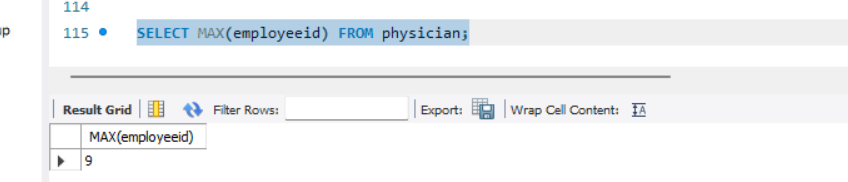 114
up
115 SELECT MAX(employeeid) FROM physician;
Result Grid Filter Rows: Export: Wrap Cell Content: IA
MAX(employeeid)
9